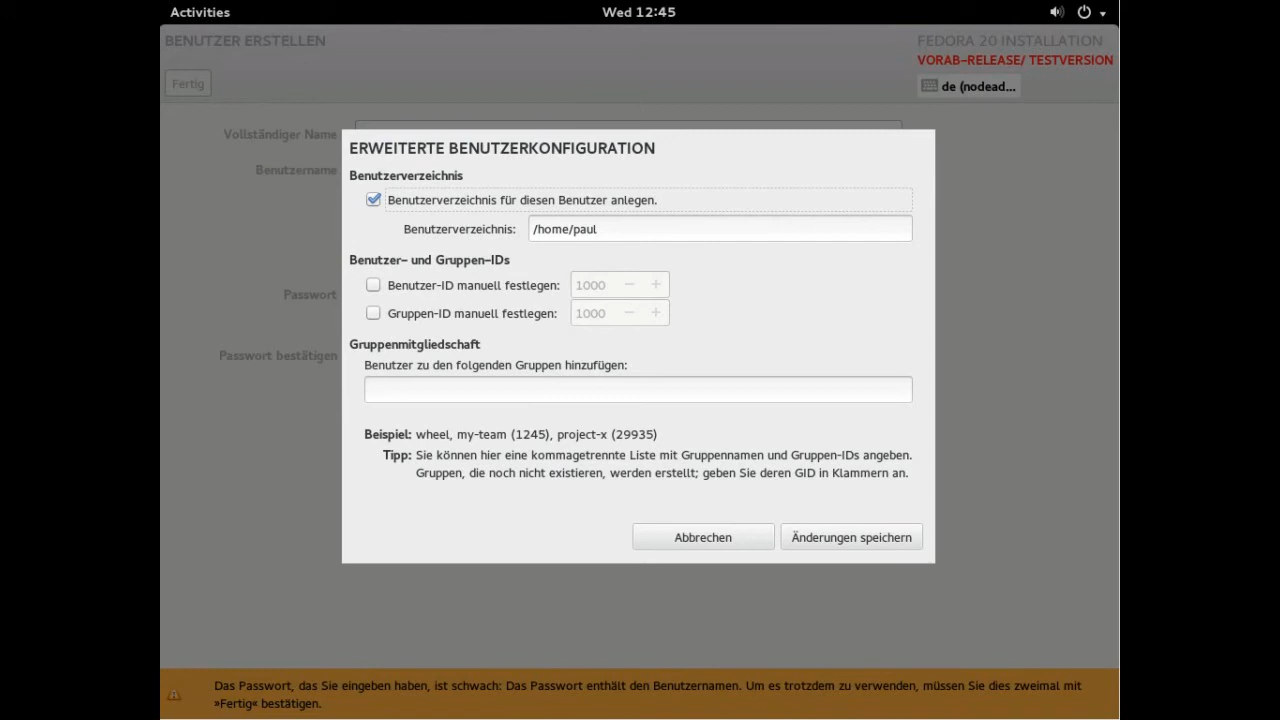 Activities
Wed 12:45
BENUTZER ERSTELLEN
FEDORA 20 INSTALLATION
VORAB-RELEASE/ TESTVERSION
Fertig
de (nodead...
Vollständiger Name
Benutzername
Passwort
Passwort bestätigen
ERWEITERTE BENUTZERKONFIGURATION
Benutzerverzeichnis
Benutzerverzeichnis für diesen Benutzer anlegen.
Benutzerverzeichnis: /home/paul
Benutzer- und Gruppen-IDs
Benutzer-ID manuell festlegen: 1000 − +
Gruppen-ID manuell festlegen: 1000 − +
Gruppenmitgliedschaft
Benutzer zu den folgenden Gruppen hinzufügen:
Beispiel: wheel, my-team (1245), project-x (29935)
Tipp: Sie können hier eine kommagetrennte Liste mit Gruppennamen und Gruppen-IDs angeben.
Gruppen, die noch nicht existieren, werden erstellt; geben Sie deren GID in Klammern an.
Abbrechen
Änderungen speichern
Das Passwort, das Sie eingeben haben, ist schwach: Das Passwort enthält den Benutzernamen. Um es trotzdem zu verwenden, müssen Sie dies zweimal mit
»Fertig« bestätigen.